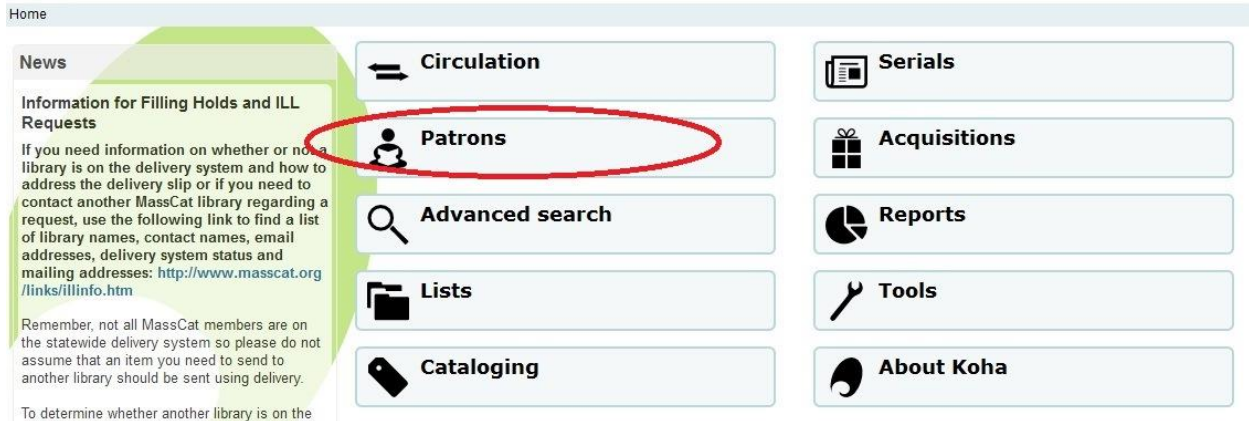 Home
News
Information for Filling Holds and ILL
Requests
If you need information on whether or not a
library is on the delivery system and how to
address the delivery slip or if you need to
contact another MassCat library regarding a
request, use the following link to find a list
of library names, contact names, email
addresses, delivery system status and
mailing addresses: http://www.masscat.org
/links/illinfo.htm
Remember, not all MassCat members are on
the statewide delivery system so please do not
assume that an item you need to send to
another library should be sent using delivery.
To determine whether another library is on the
Circulation
Patrons
Advanced search
Lists
Cataloging
Serials
Acquisitions
Reports
Tools
About Koha